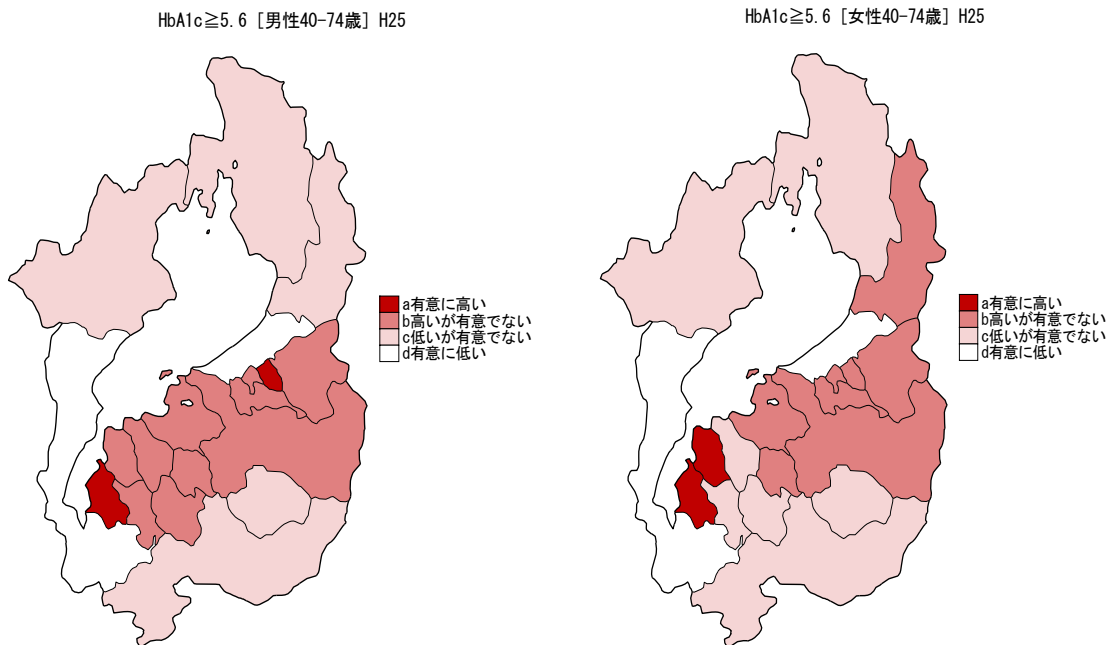 HbA1c≧5.6 [男性40-74歳] H25
a有意に高い
b高いが有意でない
c低いが有意でない
d有意に低い
HbA1c≧5.6 [女性40-74歳] H25
a有意に高い
b高いが有意でない
c低いが有意でない
d有意に低い